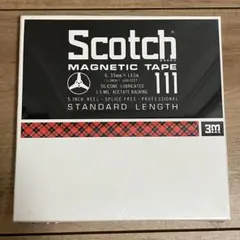 Scotch
BRAND
MAGNETIC TAPE 111
6.35mm × 183m
SILICONE LUBRICATED
1.5 MIL ACETATE BACKING
5 INCH REEL - SPLICE FREE - PROFESSIONAL
STANDARD LENGTH
3M